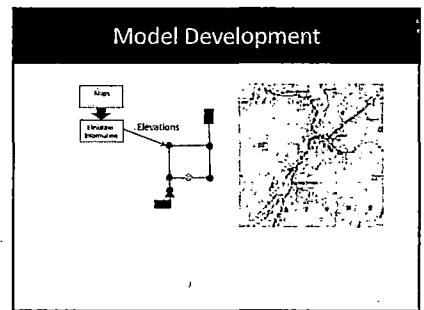 Model Development
Maps
Elevation
Information
Elevations